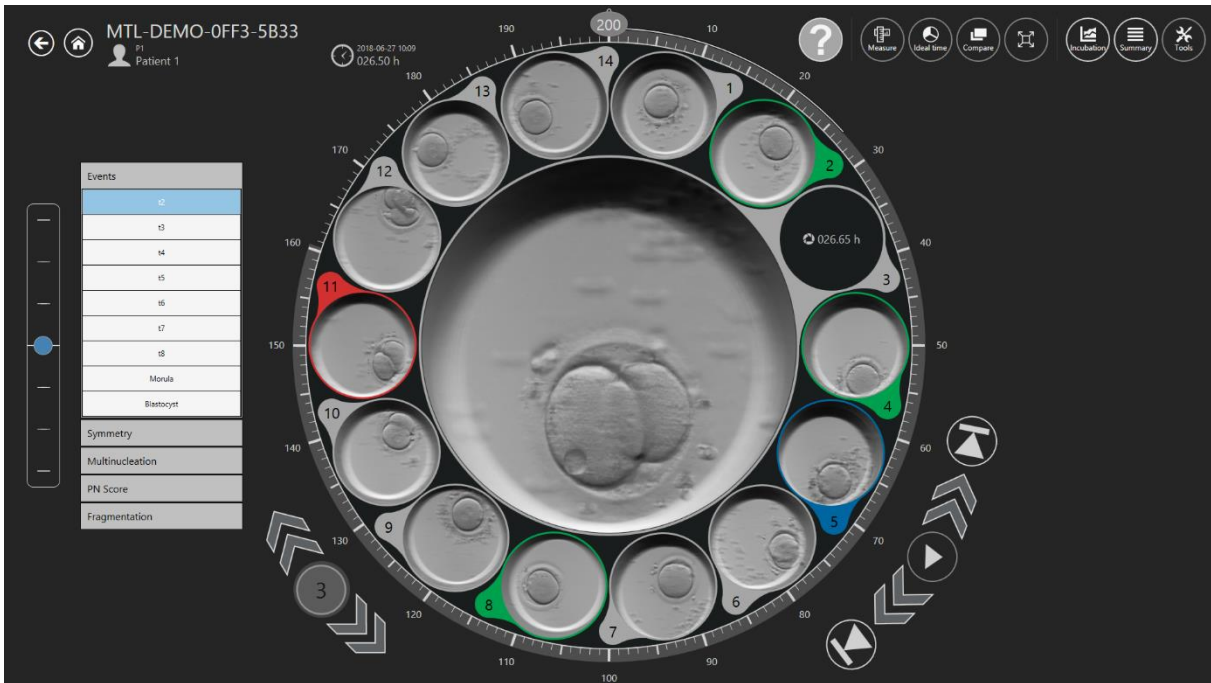 MTL-DEMO-0FF3-5B33
P1
Patient 1
2018-06-27 10:09
026.50 h
?
Measure
Ideal time
Compare
Incubation
Summary
Tools
Events
t2
t3
t4
t5
t6
t7
t8
Morula
Blastocyst
Symmetry
Multinucleation
PN Score
Fragmentation
200
10
20
30
40
50
60
70
80
90
100
110
120
130
140
150
160
170
180
190
1
2
026.65 h
3
4
5
6
7
8
9
10
11
12
13
14
3